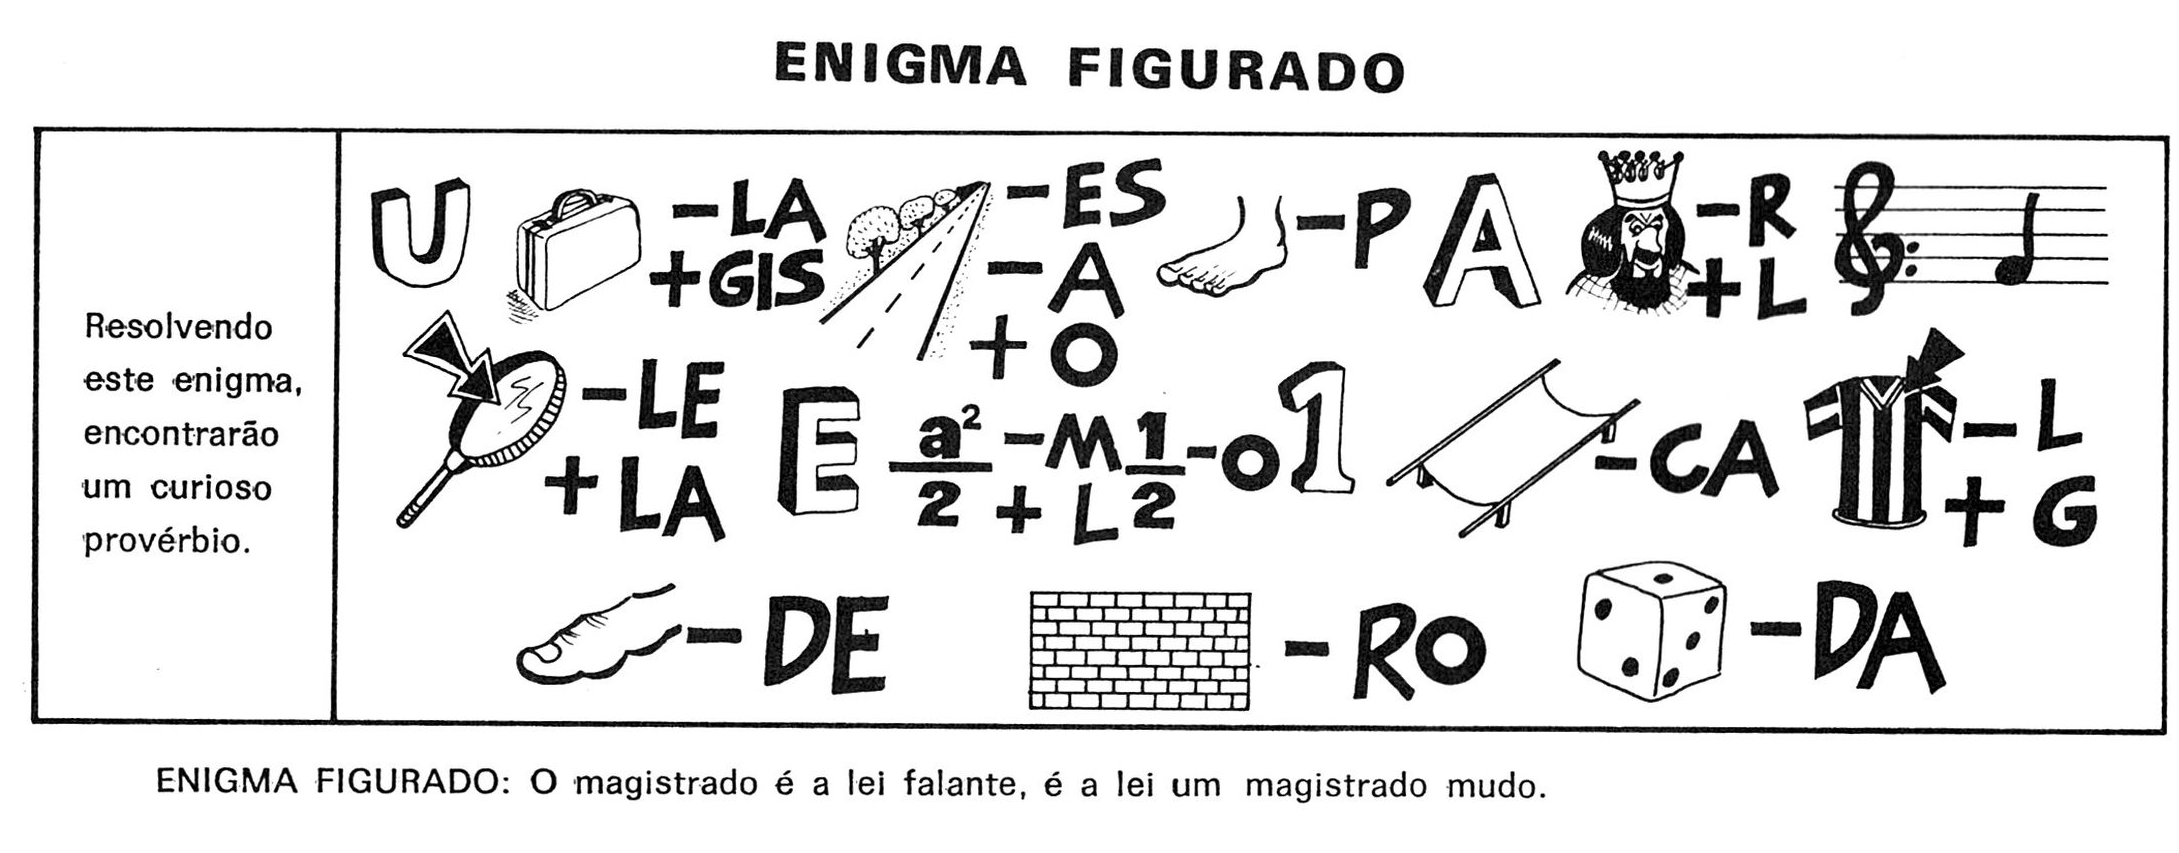 ENIGMA FIGURADO
Resolvendo
este enigma,
encontrarão
um curioso
provérbio.
U -LA +GIS -ES -A +O -P A -R +L
-LE +LA E a²/2 -M +L 1/2 -O 1 -CA -L +G
-DE -RO -DA
ENIGMA FIGURADO: O magistrado é a lei falante, é a lei um magistrado mudo.